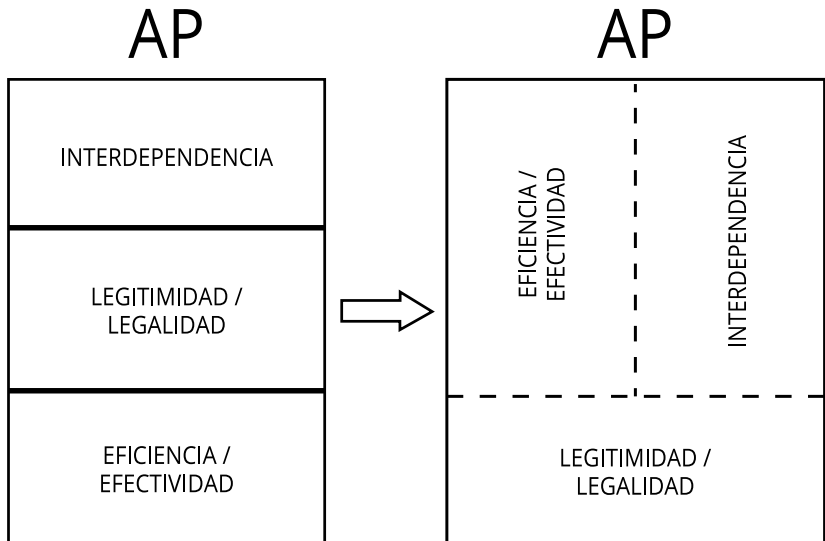 AP
INTERDEPENDENCIA
LEGITIMIDAD /
LEGALIDAD
EFICIENCIA /
EFECTIVIDAD
AP
EFICIENCIA /
EFECTIVIDAD
INTERDEPENDENCIA
LEGITIMIDAD /
LEGALIDAD